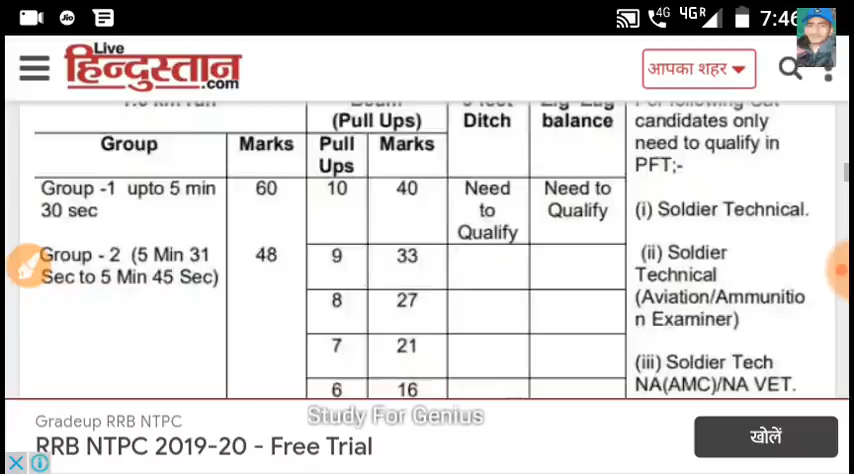 4G 4GR 7:46
Jio
Live
हिन्दुस्तान
.com
आपका शहर
(Pull Ups)
Ditch
balance
candidates only
need to qualify in
PFT;-
Group
Marks
Pull
Ups
Marks
Group -1 upto 5 min
30 sec
60
10
40
Need
to
Qualify
Need to
Qualify
(i) Soldier Technical.
Group - 2 (5 Min 31
Sec to 5 Min 45 Sec)
48
9
33
(ii) Soldier
Technical
(Aviation/Ammunitio
n Examiner)
8
27
7
21
(iii) Soldier Tech
NA(AMC)/NA VET.
6
16
Study For Genius
Gradeup RRB NTPC
RRB NTPC 2019-20 - Free Trial
खोलें